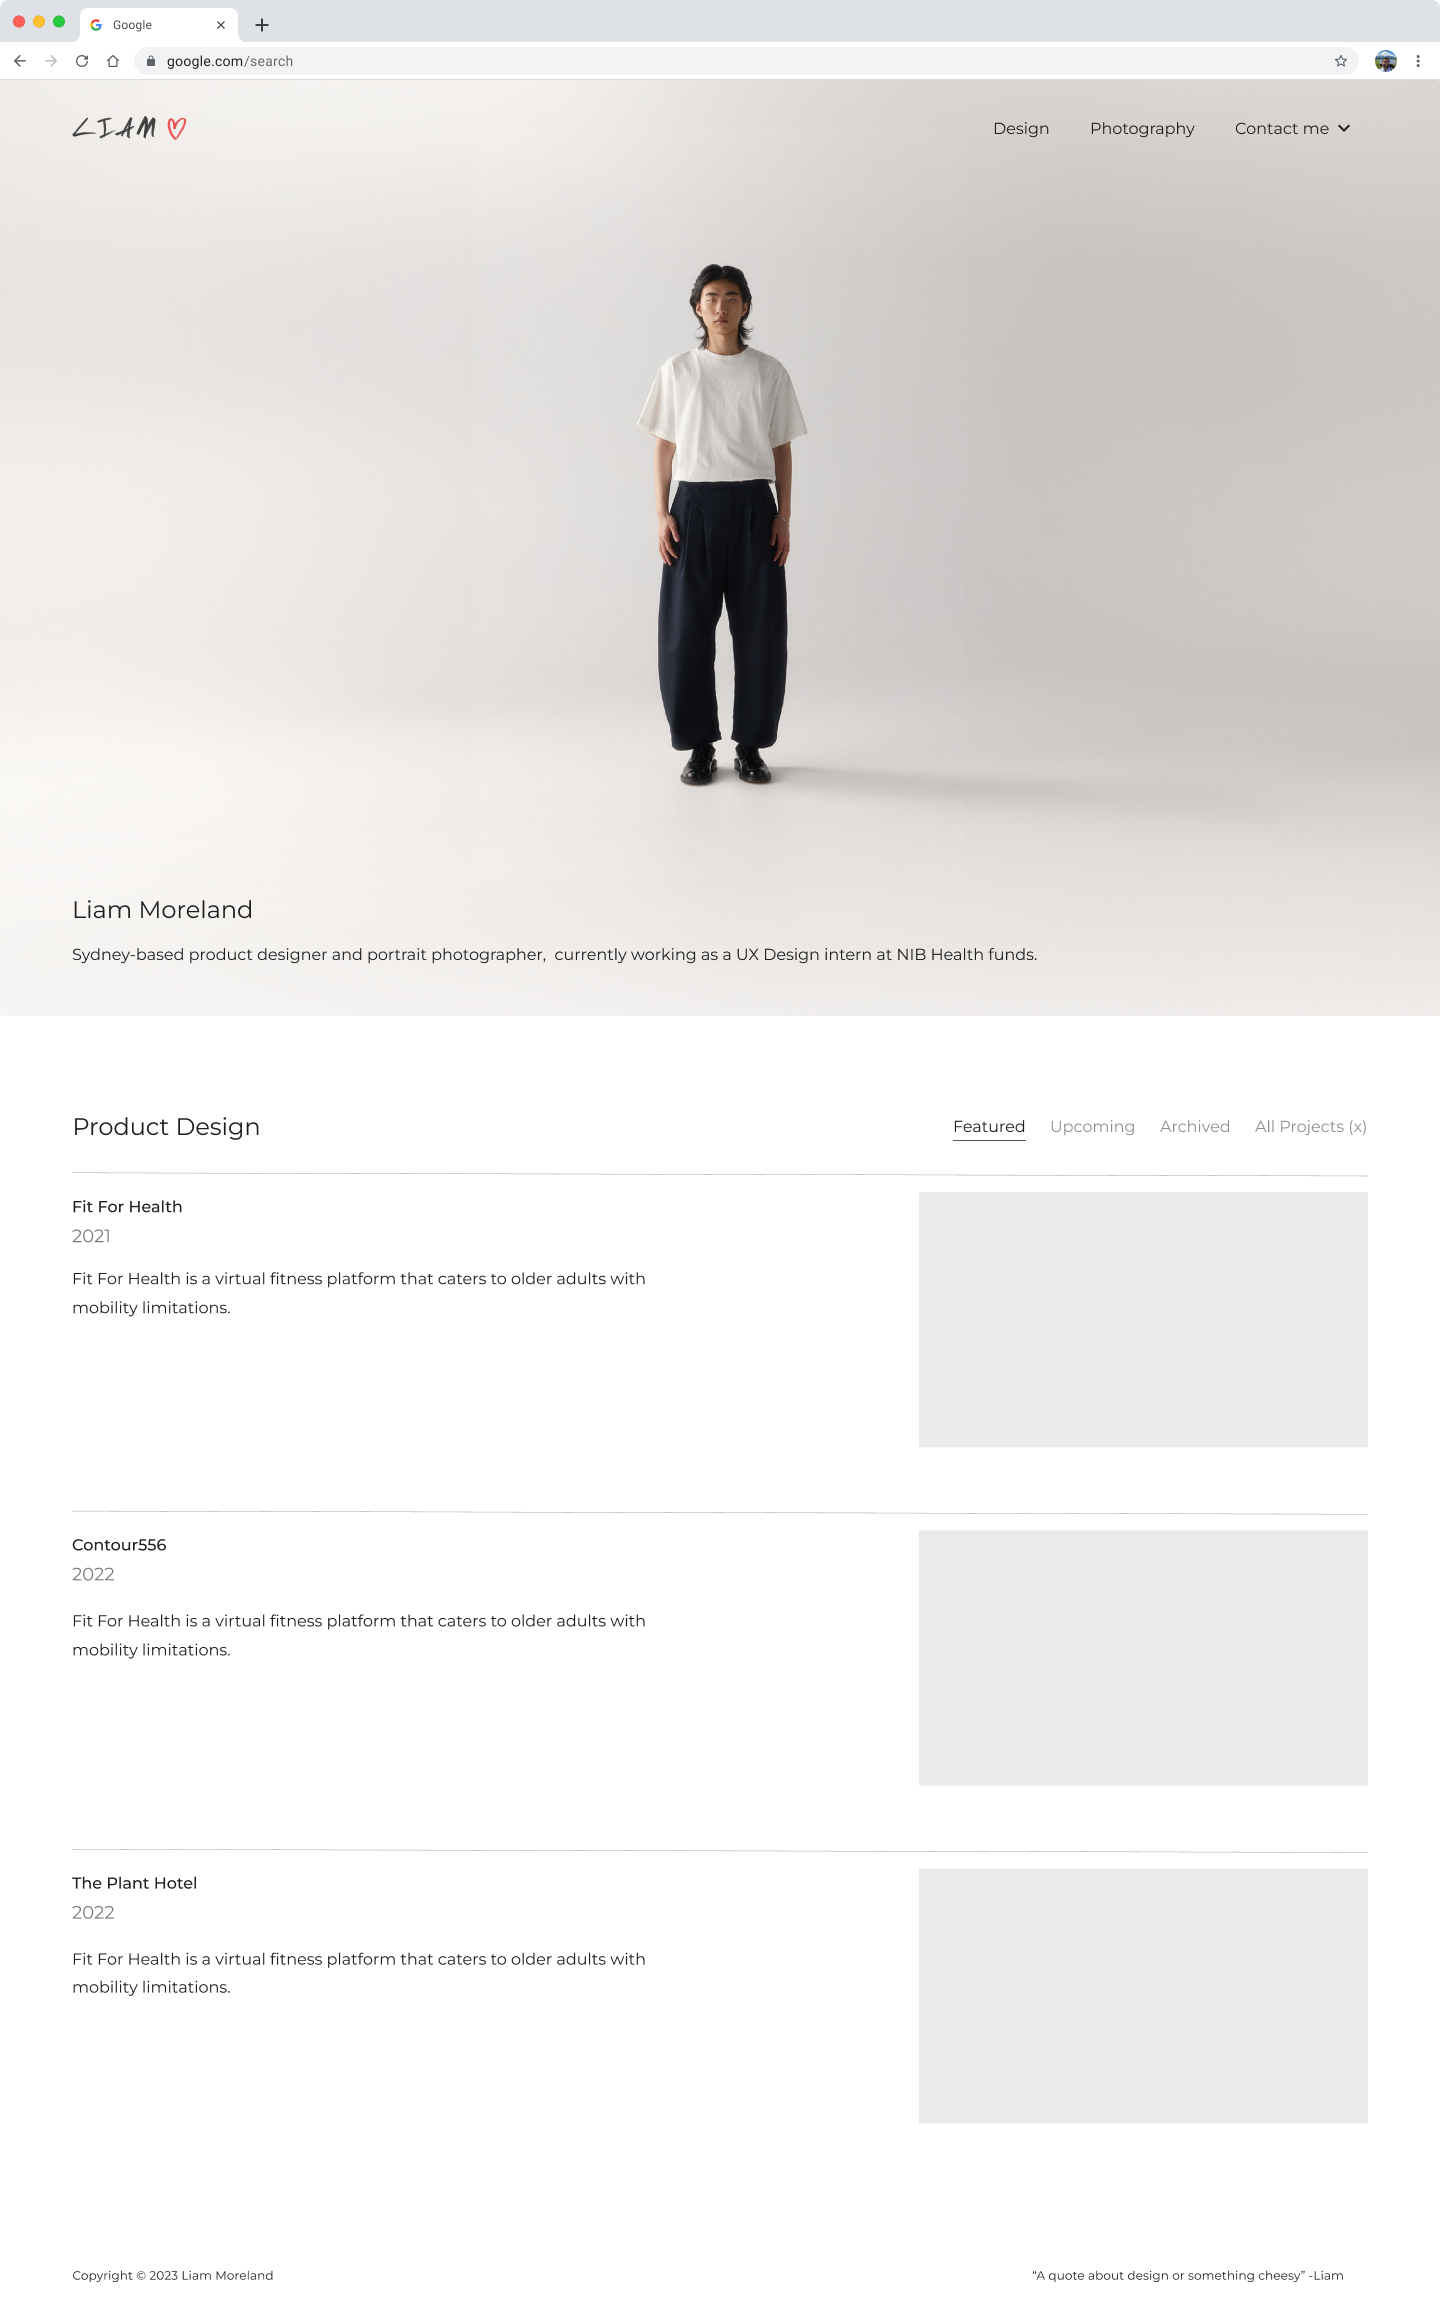 Google
google.com/search
LIAM
Design Photography Contact me
Liam Moreland
Sydney-based product designer and portrait photographer,  currently working as a UX Design intern at NIB Health funds.
Product Design
Featured Upcoming Archived All Projects (x)
Fit For Health
2021
Fit For Health is a virtual fitness platform that caters to older adults with
mobility limitations.
Contour556
2022
Fit For Health is a virtual fitness platform that caters to older adults with
mobility limitations.
The Plant Hotel
2022
Fit For Health is a virtual fitness platform that caters to older adults with
mobility limitations.
Copyright © 2023 Liam Moreland
“A quote about design or something cheesy” -Liam